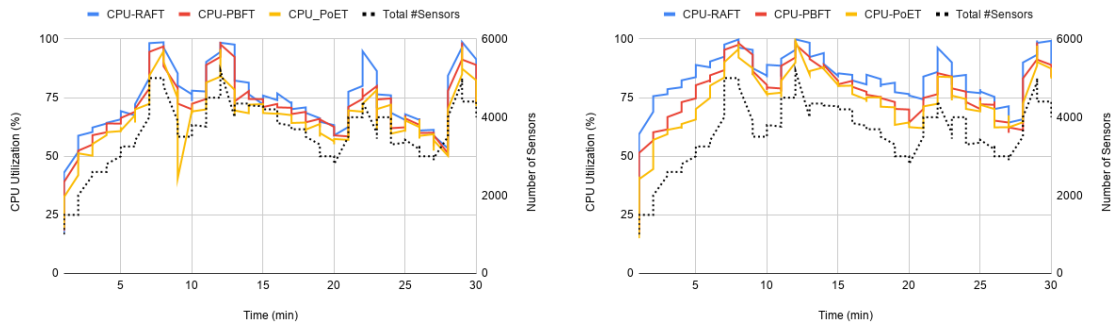 CPU-RAFT CPU-PBFT CPU_PoET Total #Sensors
100
75
50
25
0
CPU Utilization (%)
6000
4000
2000
0
Number of Sensors
5 10 15 20 25 30
Time (min)
CPU-RAFT CPU-PBFT CPU-PoET Total #Sensors
100
75
50
25
0
CPU Utilization (%)
6000
4000
2000
0
Number of Sensors
5 10 15 20 25 30
Time (min)